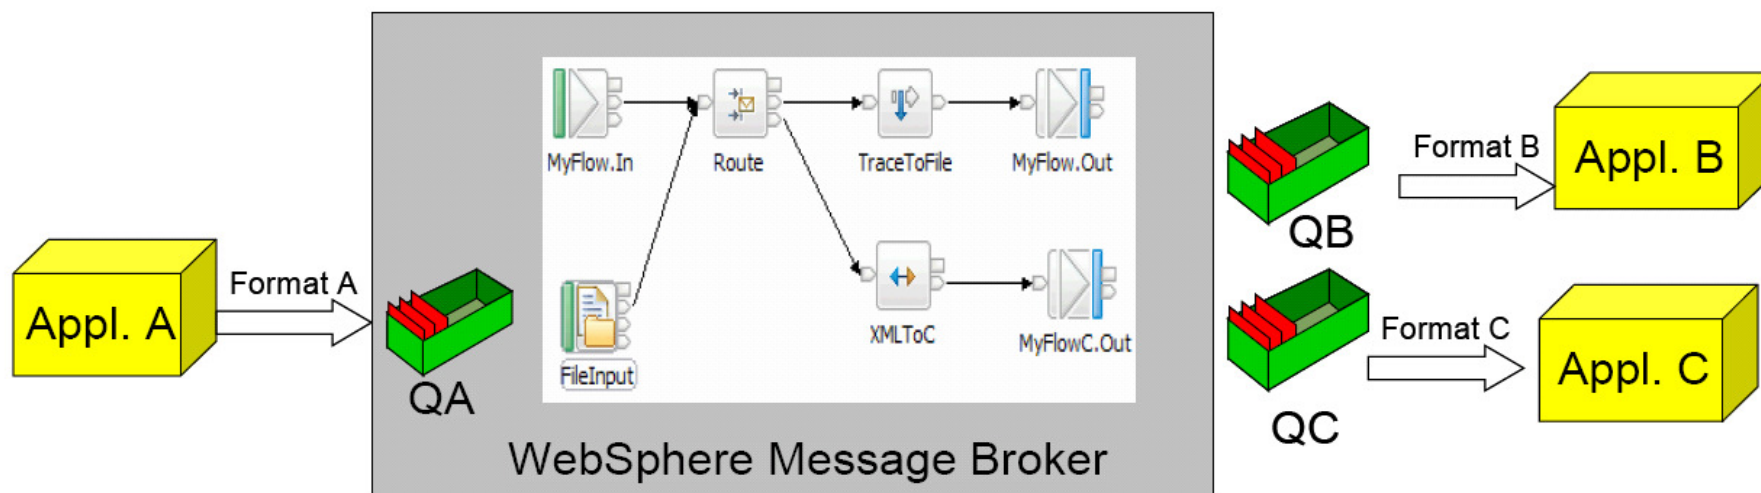 MyFlow.In
Route
TraceToFile
MyFlow.Out
Format B
Appl. B
QB
Format A
Appl. A
QA
FileInput
XMLToC
MyFlowC.Out
Format C
Appl. C
QC
WebSphere Message Broker